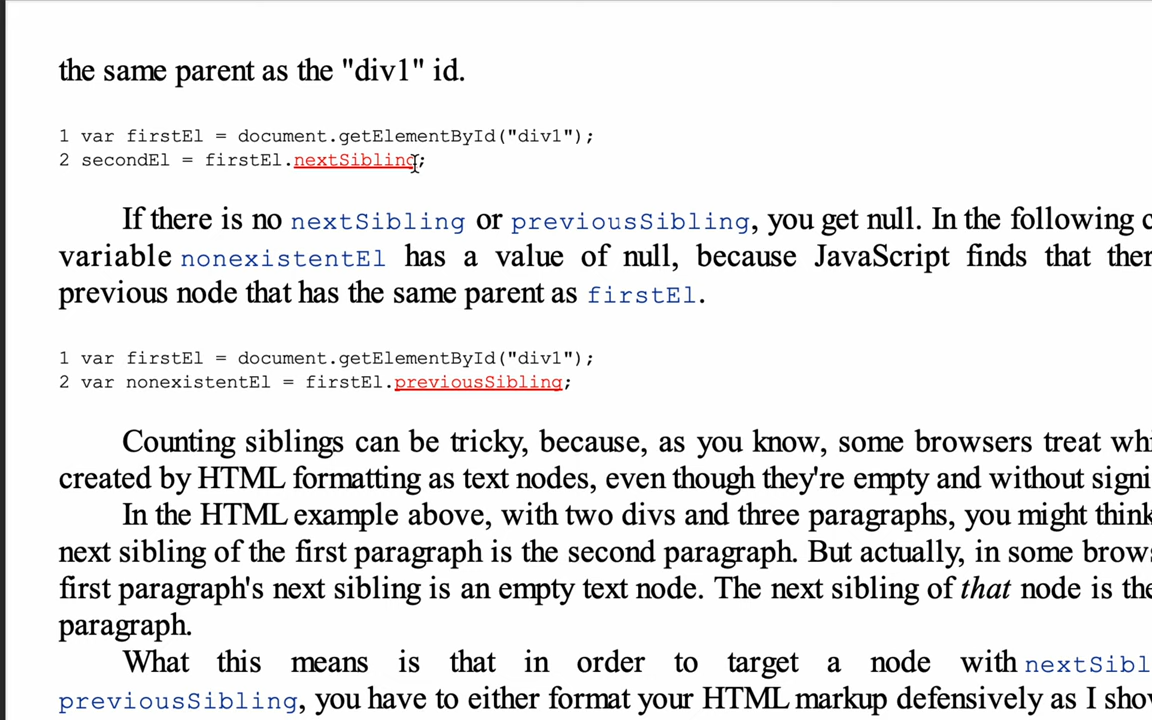 the same parent as the "div1" id.
1 var firstEl = document.getElementById("div1");
2 secondEl = firstEl.nextSibling;
If there is no nextSibling or previousSibling, you get null. In the following
variable nonexistentEl has a value of null, because JavaScript finds that
previous node that has the same parent as firstEl.
1 var firstEl = document.getElementById("div1");
2 var nonexistentEl = firstEl.previousSibling;
Counting siblings can be tricky, because, as you know, some browsers treat
created by HTML formatting as text nodes, even though they're empty and without
In the HTML example above, with two divs and three paragraphs, you might think
next sibling of the first paragraph is the second paragraph. But actually, in some
first paragraph's next sibling is an empty text node. The next sibling of that node is
paragraph.
What this means is that in order to target a node with
previousSibling, you have to either format your HTML markup defensively as I